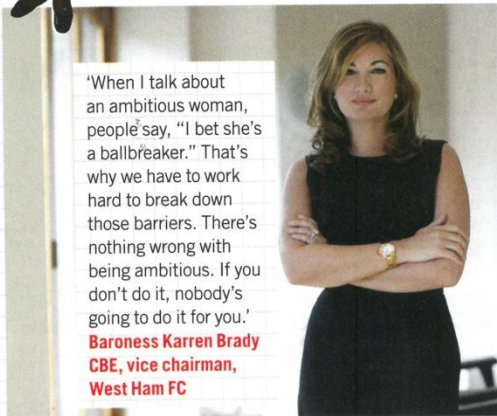 ‘When I talk about
an ambitious woman,
people say, “I bet she’s
a ballbreaker.” That’s
why we have to work
hard to break down
those barriers. There’s
nothing wrong with
being ambitious. If you
don’t do it, nobody’s
going to do it for you.’
Baroness Karren Brady
CBE, vice chairman,
West Ham FC